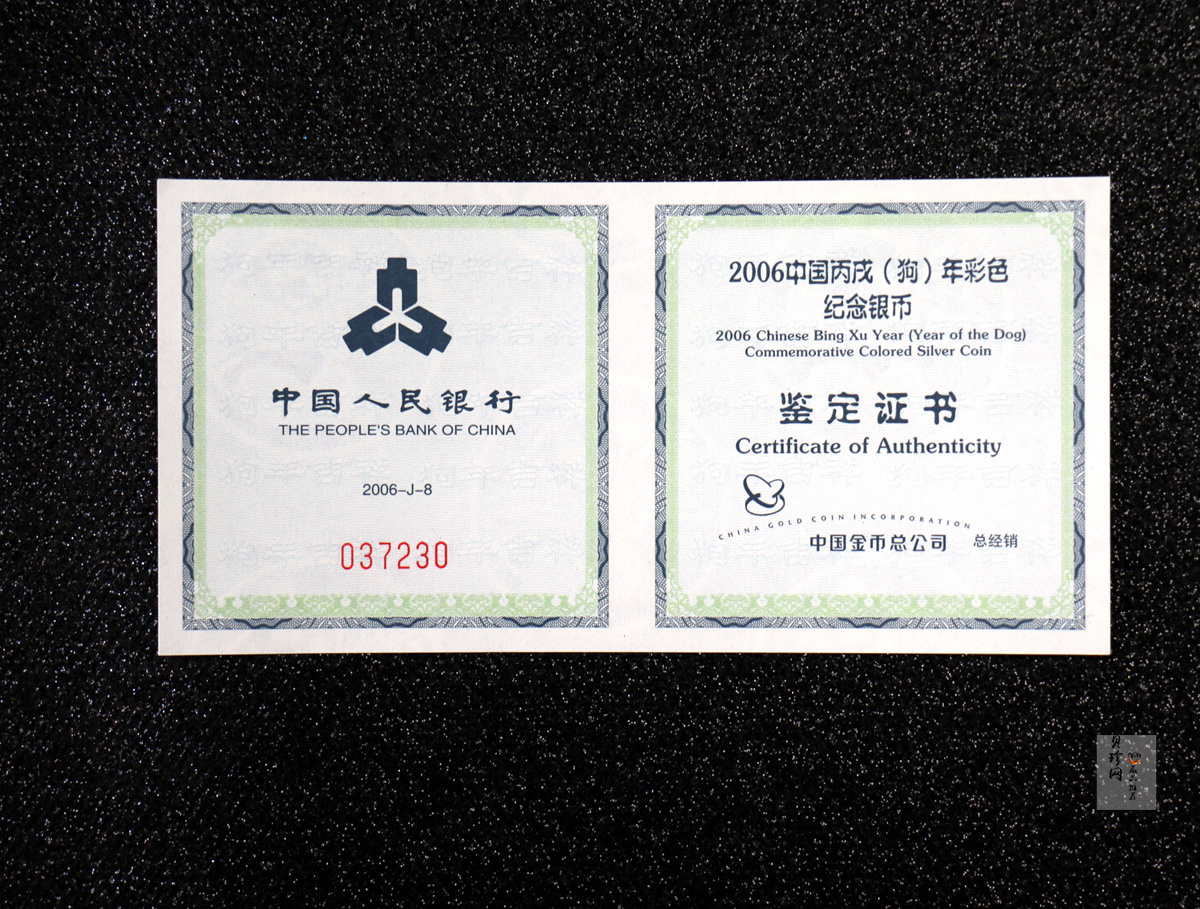 中国人民银行
THE PEOPLE'S BANK OF CHINA
2006-J-8
037230
2006中国丙戌（狗）年彩色
纪念银币
2006 Chinese Bing Xu Year (Year of the Dog)
Commemorative Colored Silver Coin
鉴定证书
Certificate of Authenticity
CHINA GOLD COIN INCORPORATION
中国金币总公司 总经销